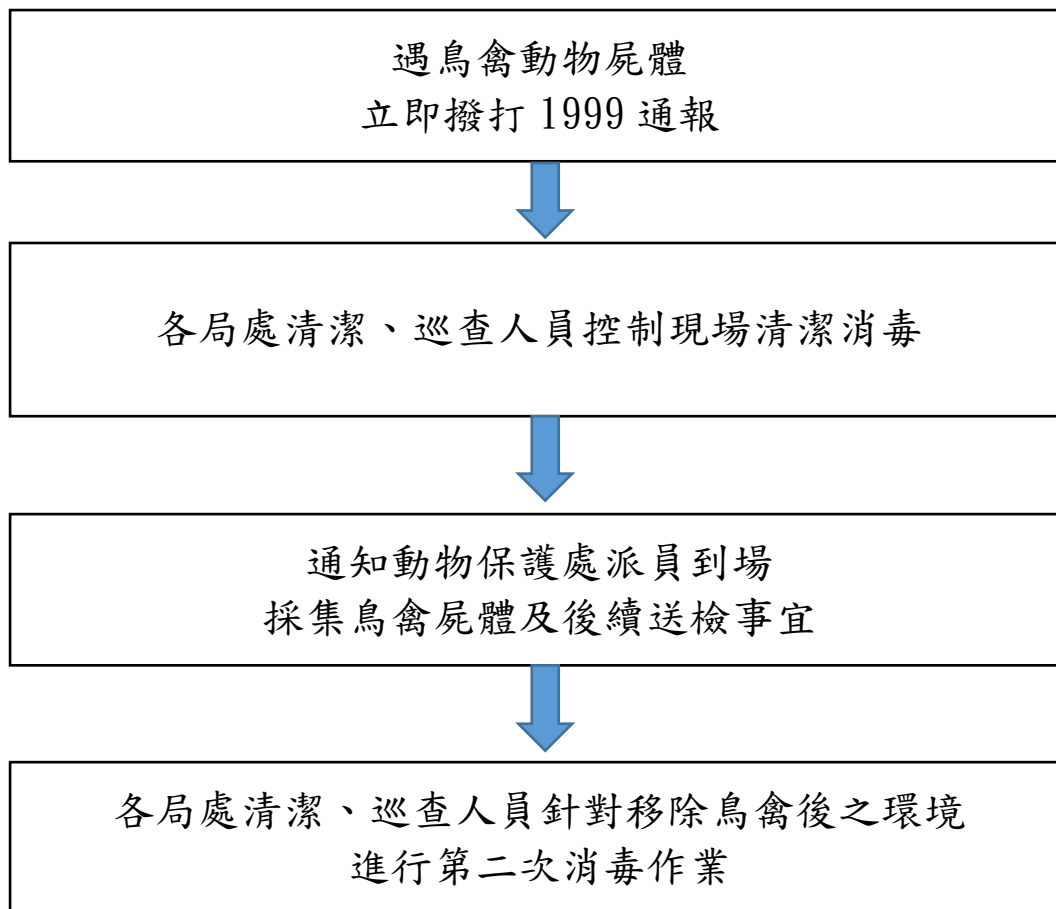 遇鳥禽動物屍體
立即撥打 1999 通報
各局處清潔、巡查人員控制現場清潔消毒
通知動物保護處派員到場
採集鳥禽屍體及後續送檢事宜
各局處清潔、巡查人員針對移除鳥禽後之環境
進行第二次消毒作業